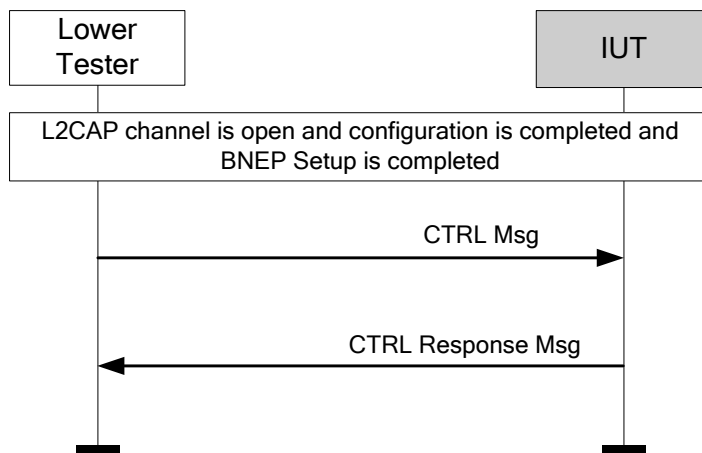 Lower
Tester
IUT
L2CAP channel is open and configuration is completed and
BNEP Setup is completed
CTRL Msg
CTRL Response Msg